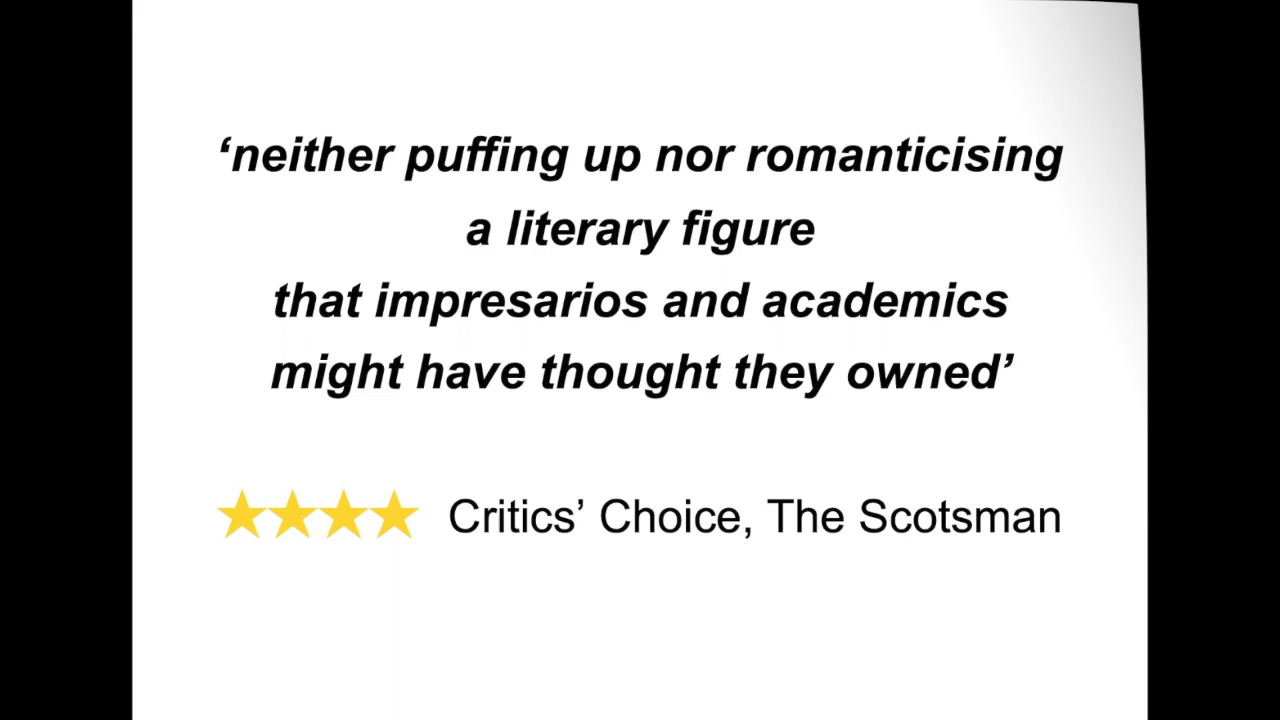 ‘neither puffing up nor romanticising
a literary figure
that impresarios and academics
might have thought they owned’
Critics’ Choice, The Scotsman